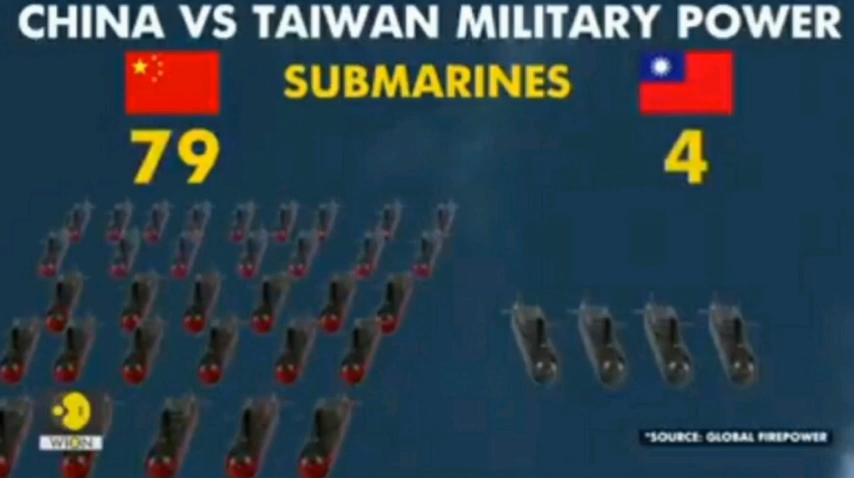 CHINA VS TAIWAN MILITARY POWER
SUBMARINES
79
4
WION
*SOURCE: GLOBAL FIREPOWER